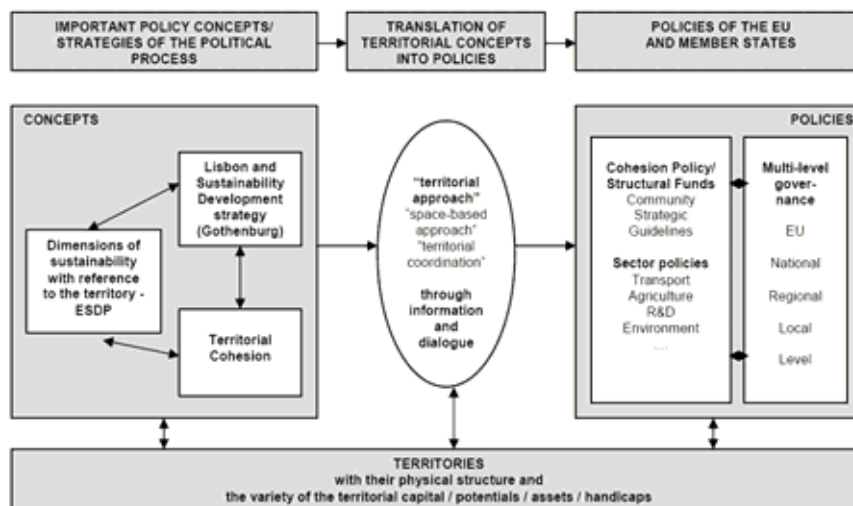 IMPORTANT POLICY CONCEPTS/
STRATEGIES OF THE POLITICAL
PROCESS
TRANSLATION OF
TERRITORIAL CONCEPTS
INTO POLICIES
POLICIES OF THE EU
AND MEMBER STATES
CONCEPTS
Lisbon and
Sustainability
Development
strategy
(Gothenburg)
Dimensions of
sustainability
with reference
to the territory -
ESDP
Territorial
Cohesion
"territorial
approach"
"space-based
approach"
"territorial
coordination"
through
information
and
dialogue
POLICIES
Cohesion Policy/
Structural Funds
Community
Strategic
Guidelines
Sector policies
Transport
Agriculture
R&D
Environment
....
Multi-level
gover-
nance
EU
National
Regional
Local
Level
TERRITORIES
with their physical structure and
the variety of the territorial capital / potentials / assets / handicaps